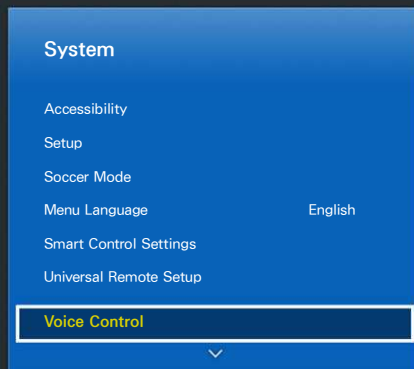 System
Accessibility
Setup
Soccer Mode
Menu Language English
Smart Control Settings
Universal Remote Setup
Voice Control